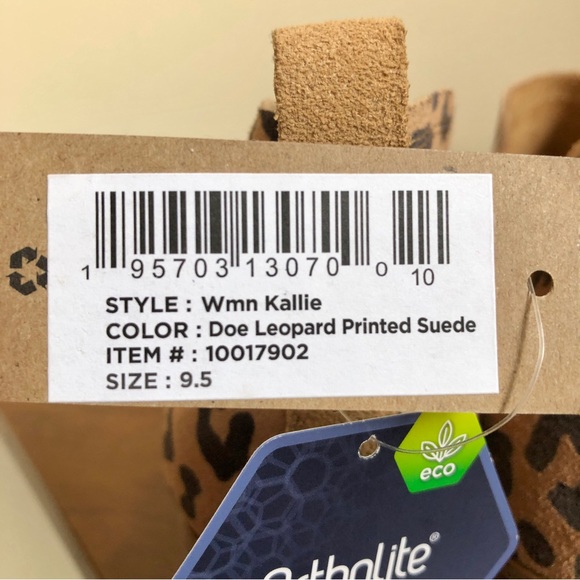 1 95703 13070 0 10
STYLE : Wmn Kallie
COLOR : Doe Leopard Printed Suede
ITEM # : 10017902
SIZE : 9.5
eco
Ortholite®